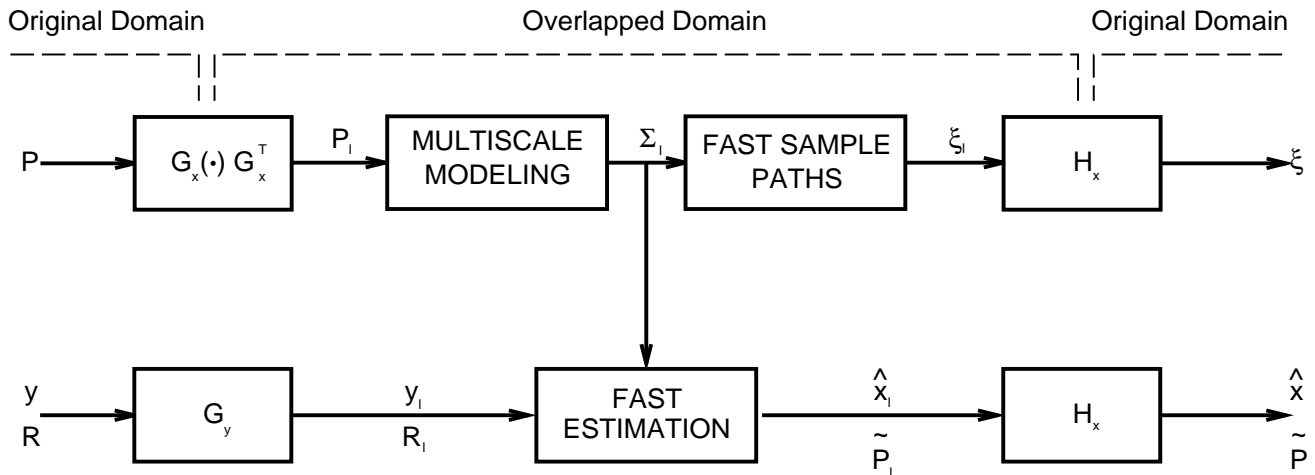 Original Domain Overlapped Domain Original Domain
P
G_x(·) G_x^T
P_l
MULTISCALE
MODELING
Σ_l
FAST SAMPLE
PATHS
ξ_l
H_x
ξ
y
R
G_y
y_l
R_l
FAST
ESTIMATION
x̂_l
P̃_l
H_x
x̂
P̃